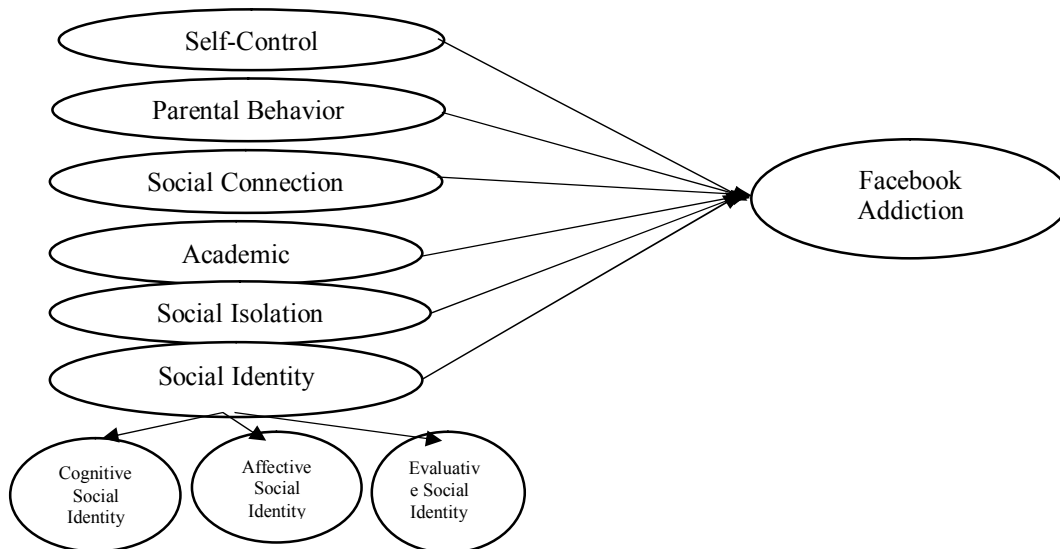 Self-Control
Parental Behavior
Social Connection
Academic
Social Isolation
Social Identity
Facebook
Addiction
Cognitive
Social
Identity
Affective
Social
Identity
Evaluativ
e Social
Identity